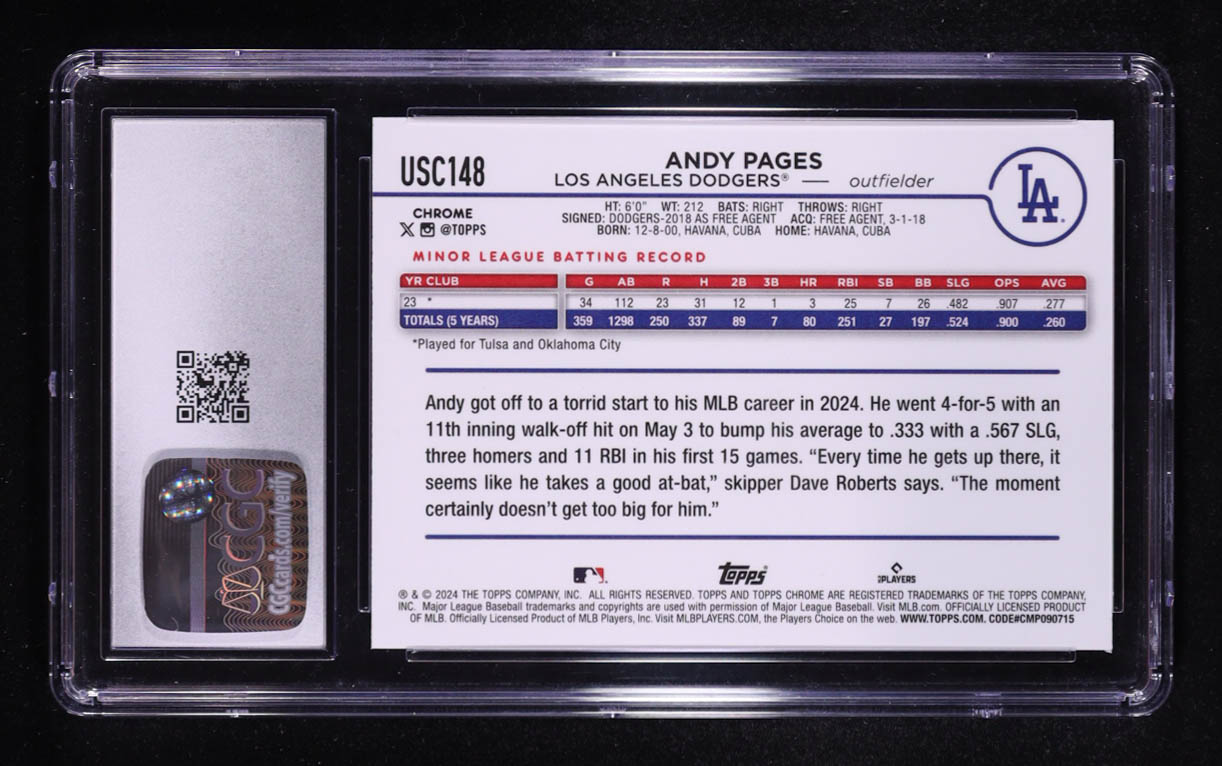 USC148
ANDY PAGES
LOS ANGELES DODGERS® — outfielder
LA
CHROME
@TOPPS
HT: 6'0" WT: 212 BATS: RIGHT THROWS: RIGHT
SIGNED: DODGERS-2018 AS FREE AGENT ACQ: FREE AGENT, 3-1-18
BORN: 12-8-00, HAVANA, CUBA HOME: HAVANA, CUBA
MINOR LEAGUE BATTING RECORD
YR CLUB G AB R H 2B 3B HR RBI SB BB SLG OPS AVG
23 * 34 112 23 31 12 1 3 25 7 26 .482 .907 .277
TOTALS (5 YEARS) 359 1298 250 337 89 7 80 251 27 197 .524 .900 .260
*Played for Tulsa and Oklahoma City
Andy got off to a torrid start to his MLB career in 2024. He went 4-for-5 with an
11th inning walk-off hit on May 3 to bump his average to .333 with a .567 SLG,
three homers and 11 RBI in his first 15 games. “Every time he gets up there, it
seems like he takes a good at-bat,” skipper Dave Roberts says. “The moment
certainly doesn’t get too big for him.”
Topps
PLAYERS
® & © 2024 THE TOPPS COMPANY, INC. ALL RIGHTS RESERVED. TOPPS AND TOPPS CHROME ARE REGISTERED TRADEMARKS OF THE TOPPS COMPANY,
INC. Major League Baseball trademarks and copyrights are used with permission of Major League Baseball. Visit MLB.com. OFFICIALLY LICENSED PRODUCT
OF MLB. Officially Licensed Product of MLB Players, Inc. Visit MLBPLAYERS.COM, the Players Choice on the web. WWW.TOPPS.COM. CODE#CMP090715
CGC
CGCcards.com/verify